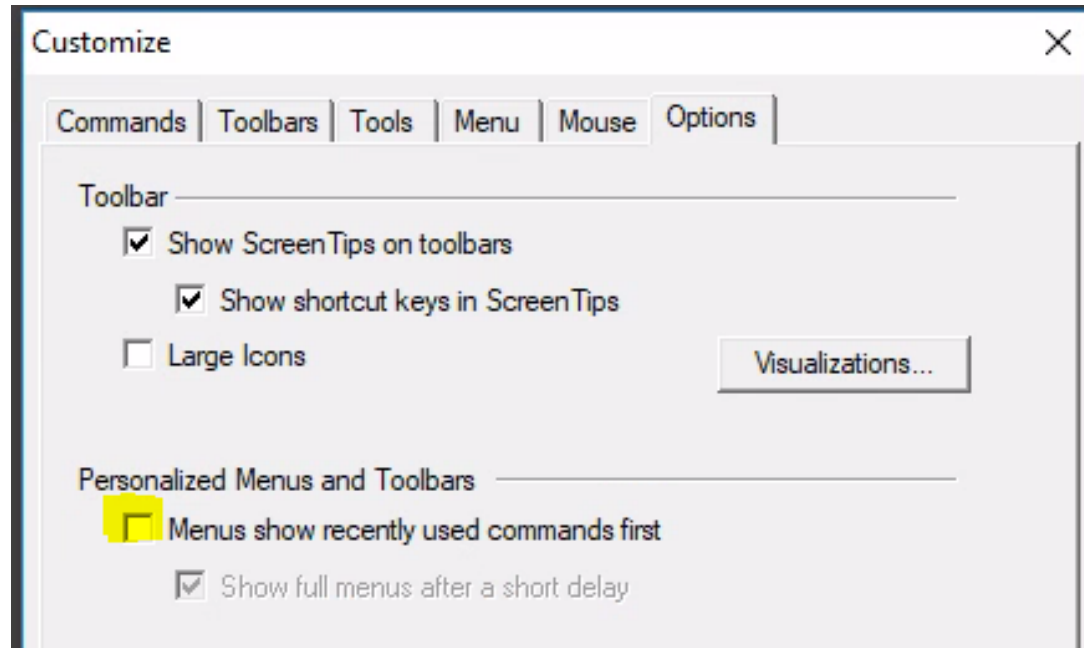 Customize
Commands Toolbars Tools Menu Mouse Options
Toolbar
Show ScreenTips on toolbars
Show shortcut keys in ScreenTips
Large Icons
Visualizations...
Personalized Menus and Toolbars
Menus show recently used commands first
Show full menus after a short delay